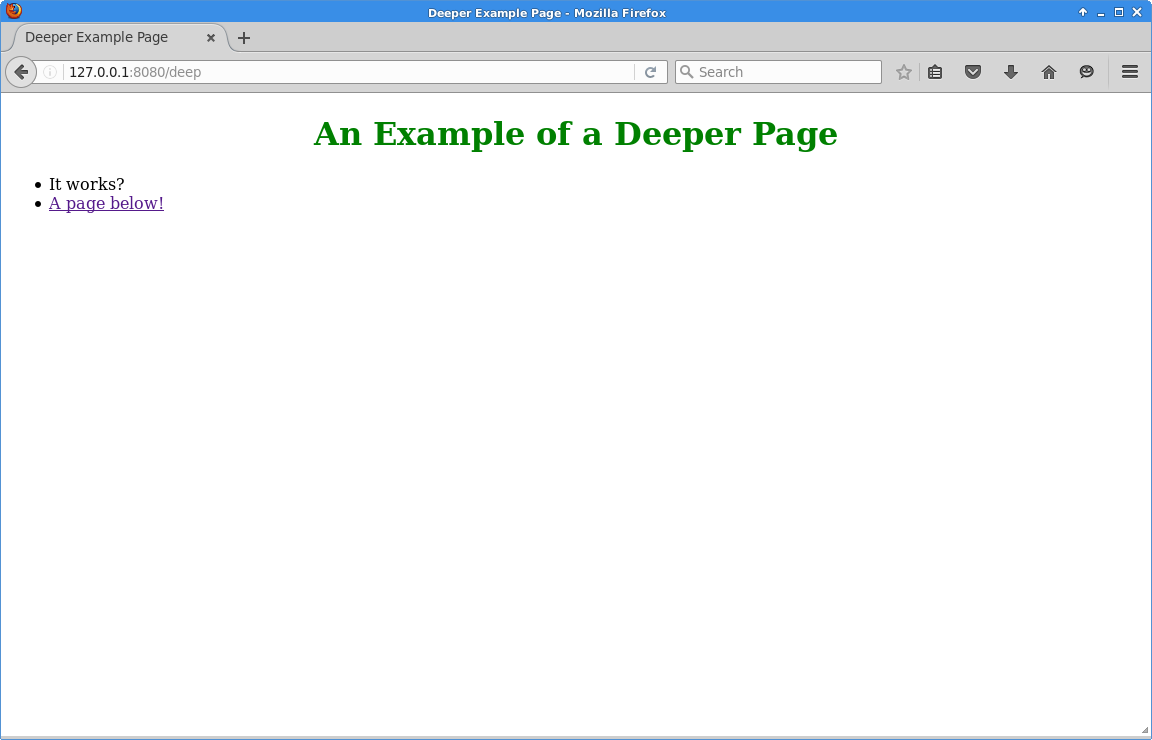 Deeper Example Page - Mozilla Firefox
Deeper Example Page
127.0.0.1:8080/deep
Search
An Example of a Deeper Page
It works?
A page below!